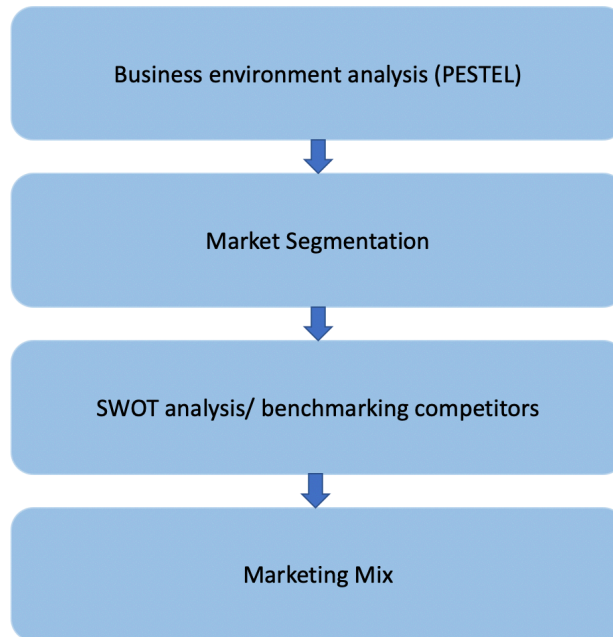 Business environment analysis (PESTEL)
Market Segmentation
SWOT analysis/ benchmarking competitors
Marketing Mix